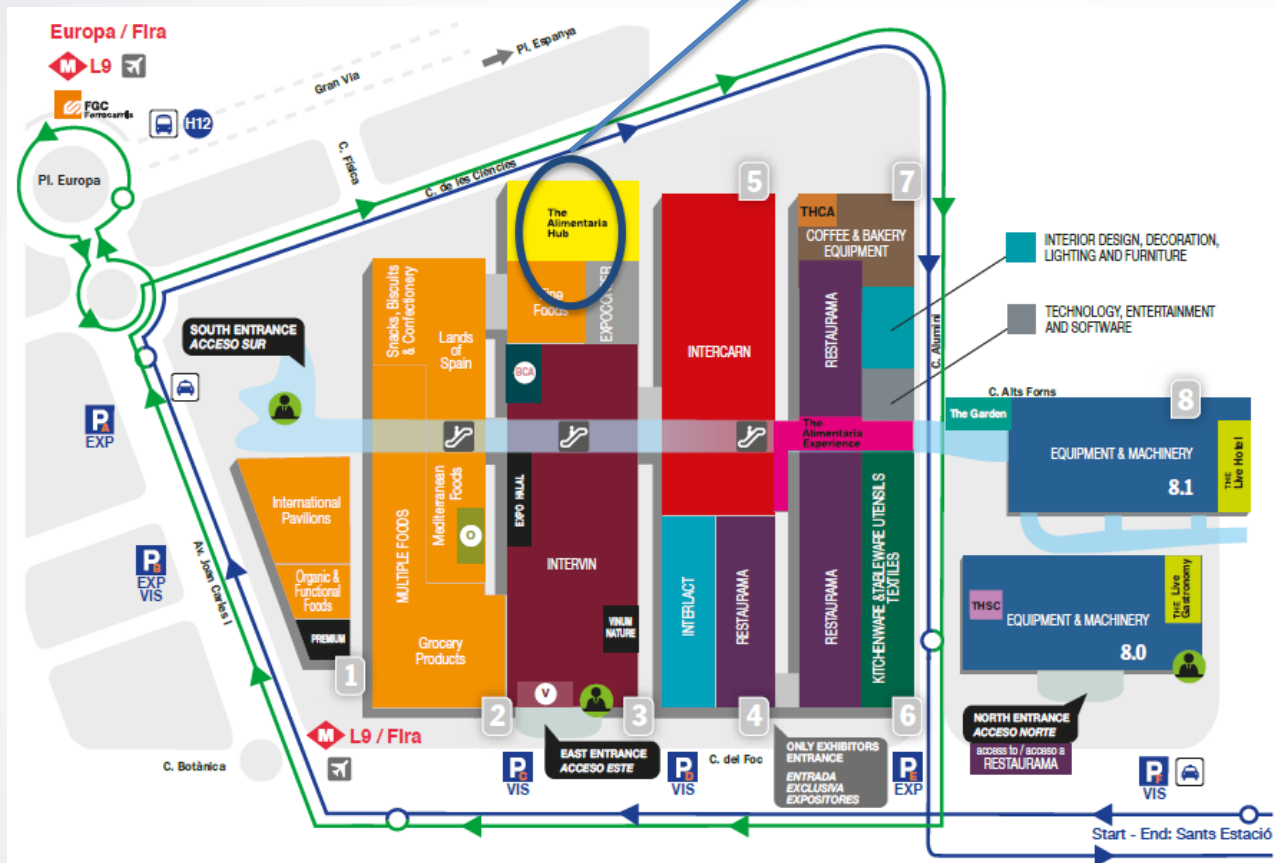 Europa / Fira
M L9
FGC
Ferrocarrils
H12
Pl. Espanya
Gran Via
C. Física
C. de les Ciències
Pl. Europa
SOUTH ENTRANCE
ACCESO SUR
P A
EXP
P B
EXP
VIS
Av. Joan Carles I
International
Pavilions
Organic &
Functional
Foods
PREMIUM
1
Snacks, Biscuits
& Confectionery
Lands
of
Spain
MULTIPLE FOODS
Mediterranean
Foods
O
Grocery
Products
2
The
Alimentaria
Hub
Fine
Foods
EXPOCONTER
BCA
EXPO HALAL
INTERVIN
VINUM
NATURE
V
3
5
INTERCARN
INTERLACT
RESTAURAMA
4
7
THCA
COFFEE & BAKERY
EQUIPMENT
RESTAURAMA
The
Alimentaria
Experience
RESTAURAMA
KITCHENWARE &TABLEWARE UTENSILS
TEXTILES
6
C. Alumini
INTERIOR DESIGN, DECORATION,
LIGHTING AND FURNITURE
TECHNOLOGY, ENTERTAINMENT
AND SOFTWARE
C. Alts Forns
The Garden
8
EQUIPMENT & MACHINERY
8.1
THE
Live Hotel
THSC
EQUIPMENT & MACHINERY
8.0
THE Live
Gastronomy
NORTH ENTRANCE
ACCESO NORTE
access to / acceso a
RESTAURAMA
M L9 / Fira
C. Botànica
EAST ENTRANCE
ACCESO ESTE
P C
VIS
P D
VIS
C. del Foc
ONLY EXHIBITORS
ENTRANCE
ENTRADA
EXCLUSIVA
EXPOSITORES
P E
EXP
P F
VIS
Start - End: Sants Estació